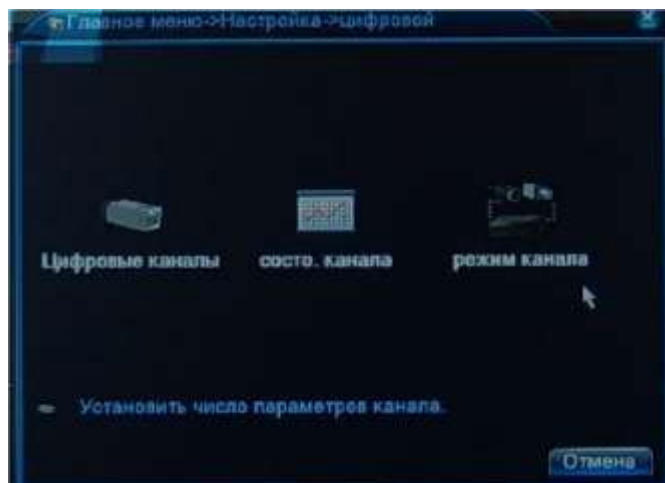 Главное меню->Настройка->цифровой
Цифровые каналы состо. канала режим канала
Установить число параметров канала.
Отмена